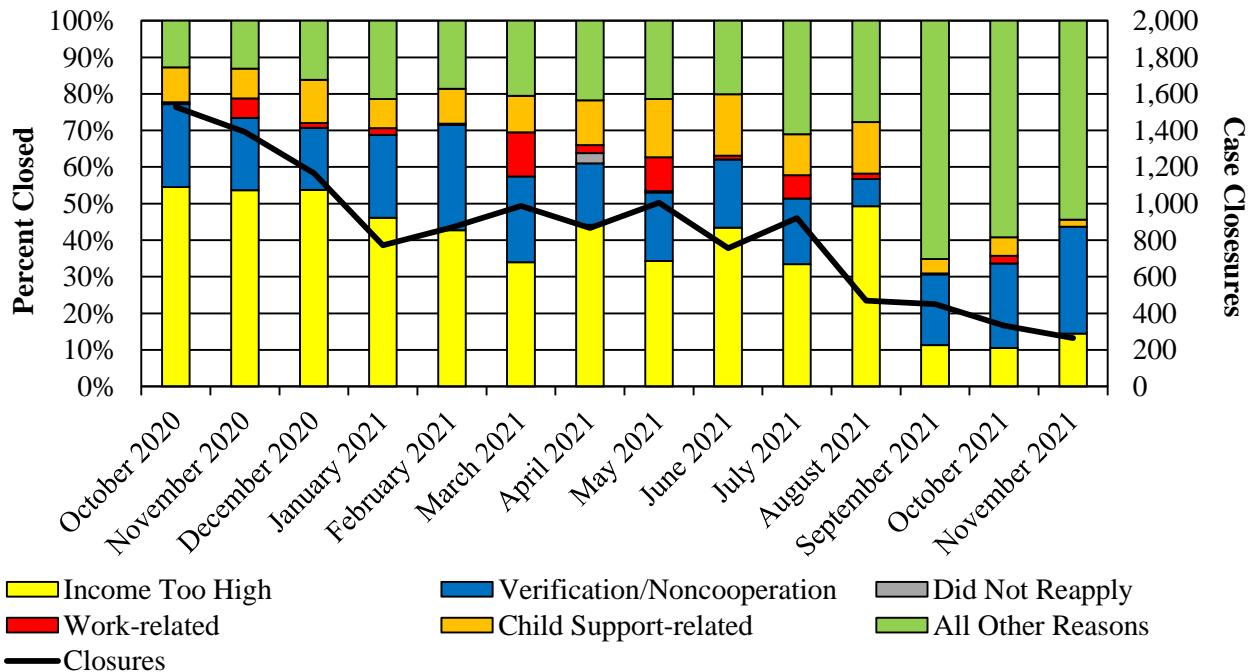 100% 2,000
90% 1,800
80% 1,600
70% 1,400
60% 1,200
50% 1,000
40% 800
30% 600
20% 400
10% 200
0% 0
Percent Closed
Case Closesures
October 2020
November 2020
December 2020
January 2021
February 2021
March 2021
April 2021
May 2021
June 2021
July 2021
August 2021
September 2021
October 2021
November 2021
Income Too High Verification/Noncooperation Did Not Reapply
Work-related Child Support-related All Other Reasons
Closures